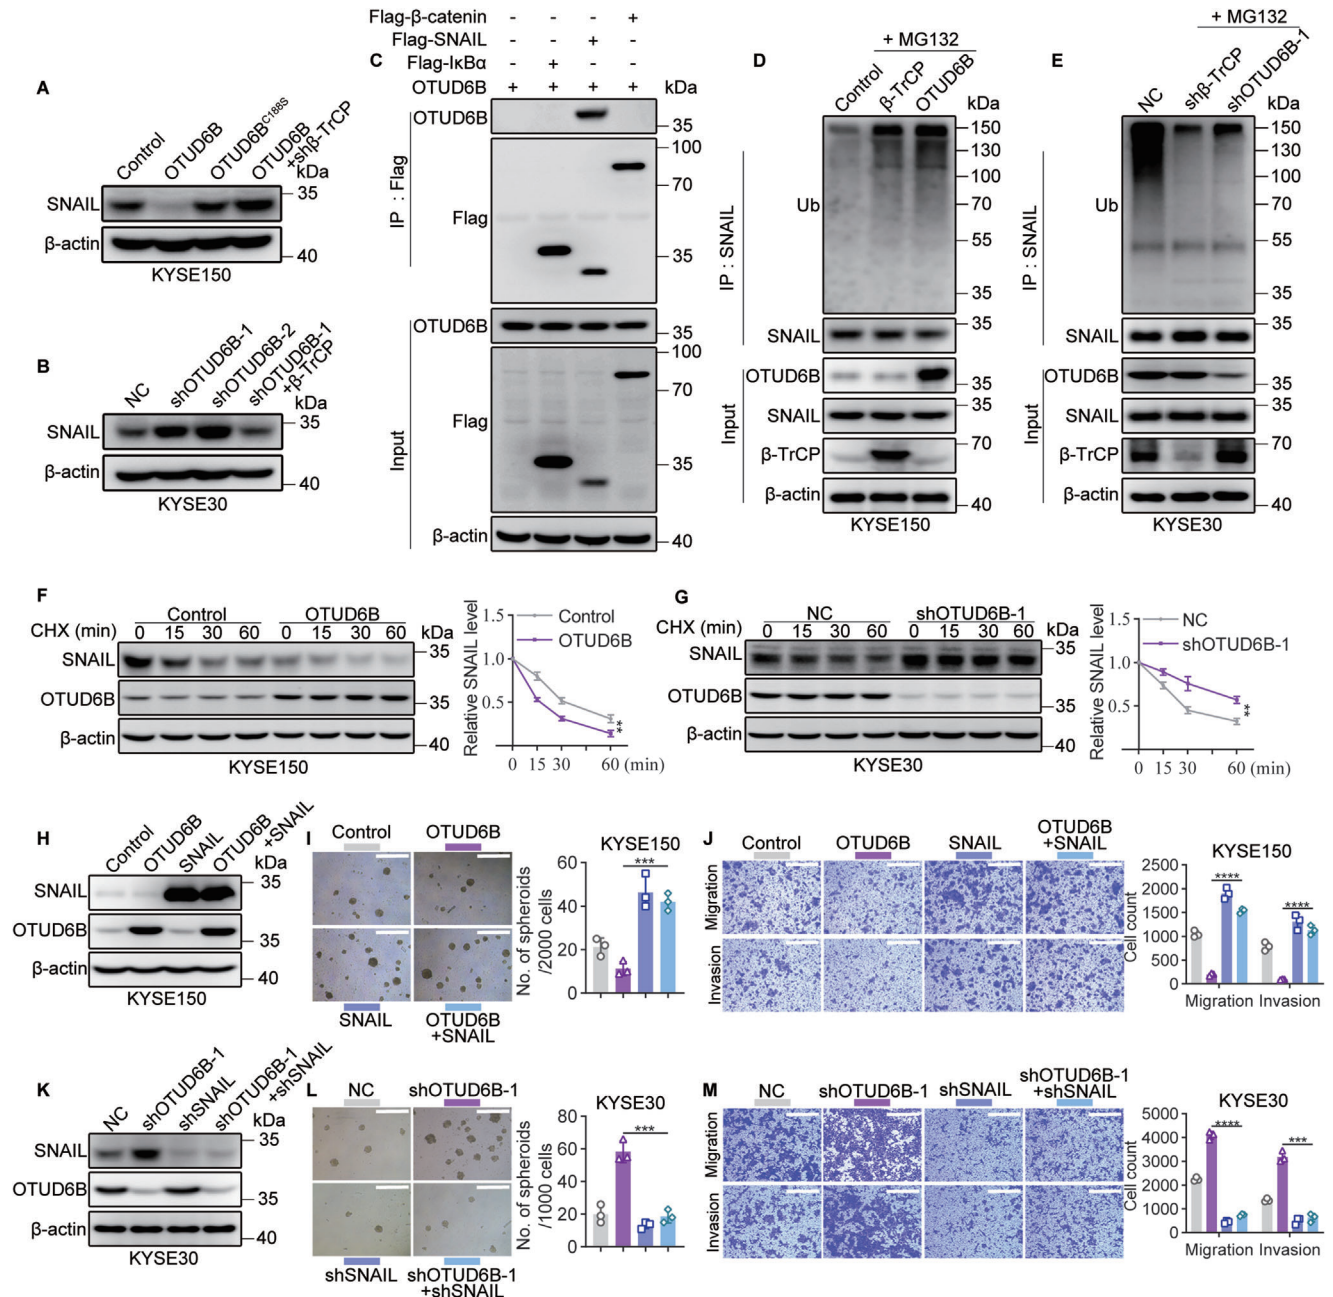 A
Control
OTUD6B
OTUD6B^C188S
OTUD6B
+shβ-TrCP
kDa
SNAIL
35
β-actin
40
KYSE150
B
NC
shOTUD6B-1
shOTUD6B-2
shOTUD6B-1
+β-TrCP
kDa
SNAIL
35
β-actin
40
KYSE30
C
Flag-β-catenin - - - +
Flag-SNAIL - - + -
Flag-IκBα - + - -
OTUD6B + + + + kDa
IP : Flag
OTUD6B
35
Flag
100
70
35
Input
OTUD6B
35
Flag
100
70
35
β-actin
40
D
+ MG132
Control
β-TrCP
OTUD6B
kDa
IP : SNAIL
Ub
150
130
100
70
55
35
SNAIL
35
Input
OTUD6B
35
SNAIL
35
β-TrCP
70
β-actin
40
KYSE150
E
+ MG132
NC
shβ-TrCP
shOTUD6B-1
kDa
IP : SNAIL
Ub
150
130
100
70
55
35
SNAIL
35
Input
OTUD6B
35
SNAIL
35
β-TrCP
70
β-actin
40
KYSE30
F
Control OTUD6B
CHX (min) 0 15 30 60 0 15 30 60 kDa
SNAIL
35
OTUD6B
35
β-actin
40
KYSE150
Relative SNAIL level
1.5
1.0
0.5
Control
OTUD6B
**
0 15 30 60 (min)
G
NC shOTUD6B-1
CHX (min) 0 15 30 60 0 15 30 60 kDa
SNAIL
35
OTUD6B
35
β-actin
40
KYSE30
Relative SNAIL level
1.5
1.0
0.5
NC
shOTUD6B-1
**
0 15 30 60 (min)
H
Control
OTUD6B
SNAIL
OTUD6B
+SNAIL
kDa
SNAIL
35
OTUD6B
35
β-actin
40
KYSE150
I
Control OTUD6B
SNAIL OTUD6B
+SNAIL
KYSE150
No. of spheroids
/2000 cells
60
40
20
0
***
J
Control OTUD6B SNAIL OTUD6B
+SNAIL
Migration
Invasion
KYSE150
Cell count
2500
2000
1500
1000
500
0
****
****
Migration Invasion
K
NC
shOTUD6B-1
shSNAIL
shOTUD6B-1
+shSNAIL
kDa
SNAIL
35
OTUD6B
35
β-actin
40
KYSE30
L
NC shOTUD6B-1
shSNAIL shOTUD6B-1
+shSNAIL
KYSE30
No. of spheroids
/1000 cells
80
60
40
20
0
***
M
NC shOTUD6B-1 shSNAIL shOTUD6B-1
+shSNAIL
Migration
Invasion
KYSE30
Cell count
5000
4000
3000
2000
1000
0
****
***
Migration Invasion